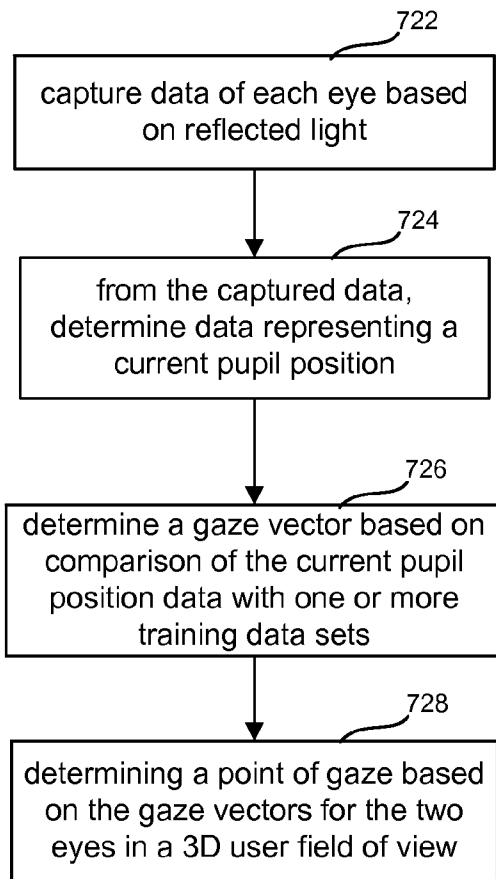 722
capture data of each eye based
on reflected light
724
from the captured data,
determine data representing a
current pupil position
726
determine a gaze vector based on
comparison of the current pupil
position data with one or more
training data sets
728
determining a point of gaze based
on the gaze vectors for the two
eyes in a 3D user field of view